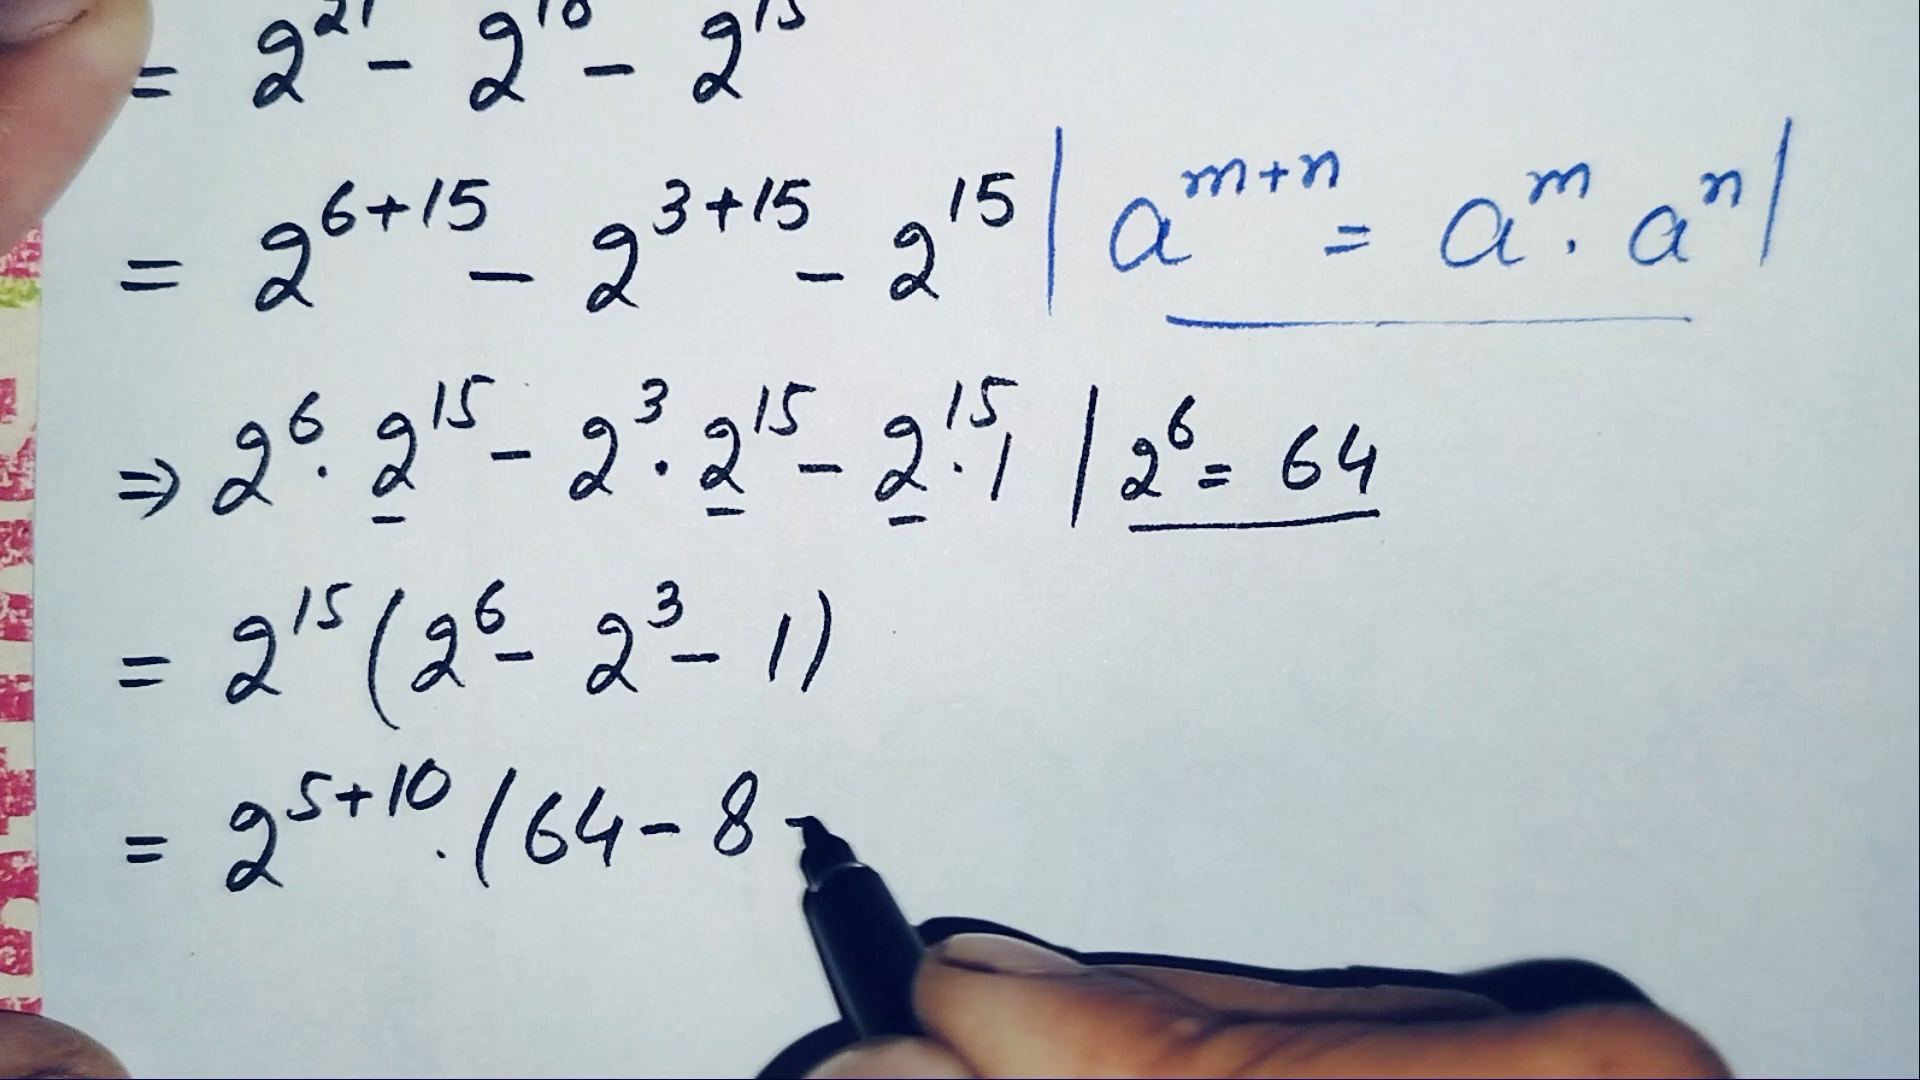 = 2^21 - 2^18 - 2^15
= 2^6+15 - 2^3+15 - 2^15 | a^m+n = a^m . a^n |
⇒ 2^6 · 2^15 - 2^3 · 2^15 - 2^15 · 1 | 2^6 = 64
= 2^15 (2^6 - 2^3 - 1)
= 2^5+10 . (64 - 8 -